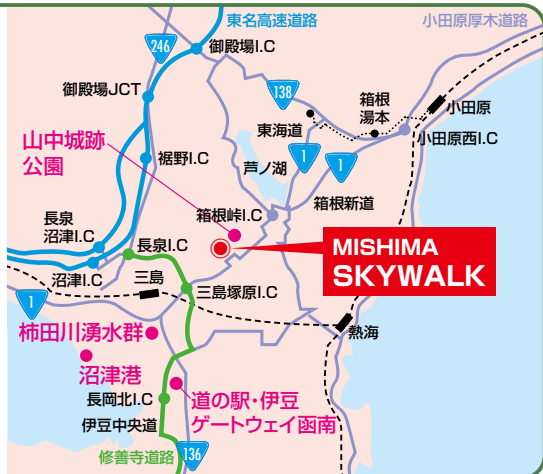 東名高速道路
小田原厚木道路
246
御殿場I.C
138
御殿場JCT
箱根
湯本
小田原
東海道
小田原西I.C
山中城跡
公園
裾野I.C
芦ノ湖
1
1
箱根新道
箱根峠I.C
長泉
沼津I.C
長泉I.C
MISHIMA
SKYWALK
沼津I.C
三島
三島塚原I.C
1
熱海
柿田川湧水群
沼津港
長岡北I.C
道の駅・伊豆
ゲートウェイ函南
伊豆中央道
修善寺道路
136